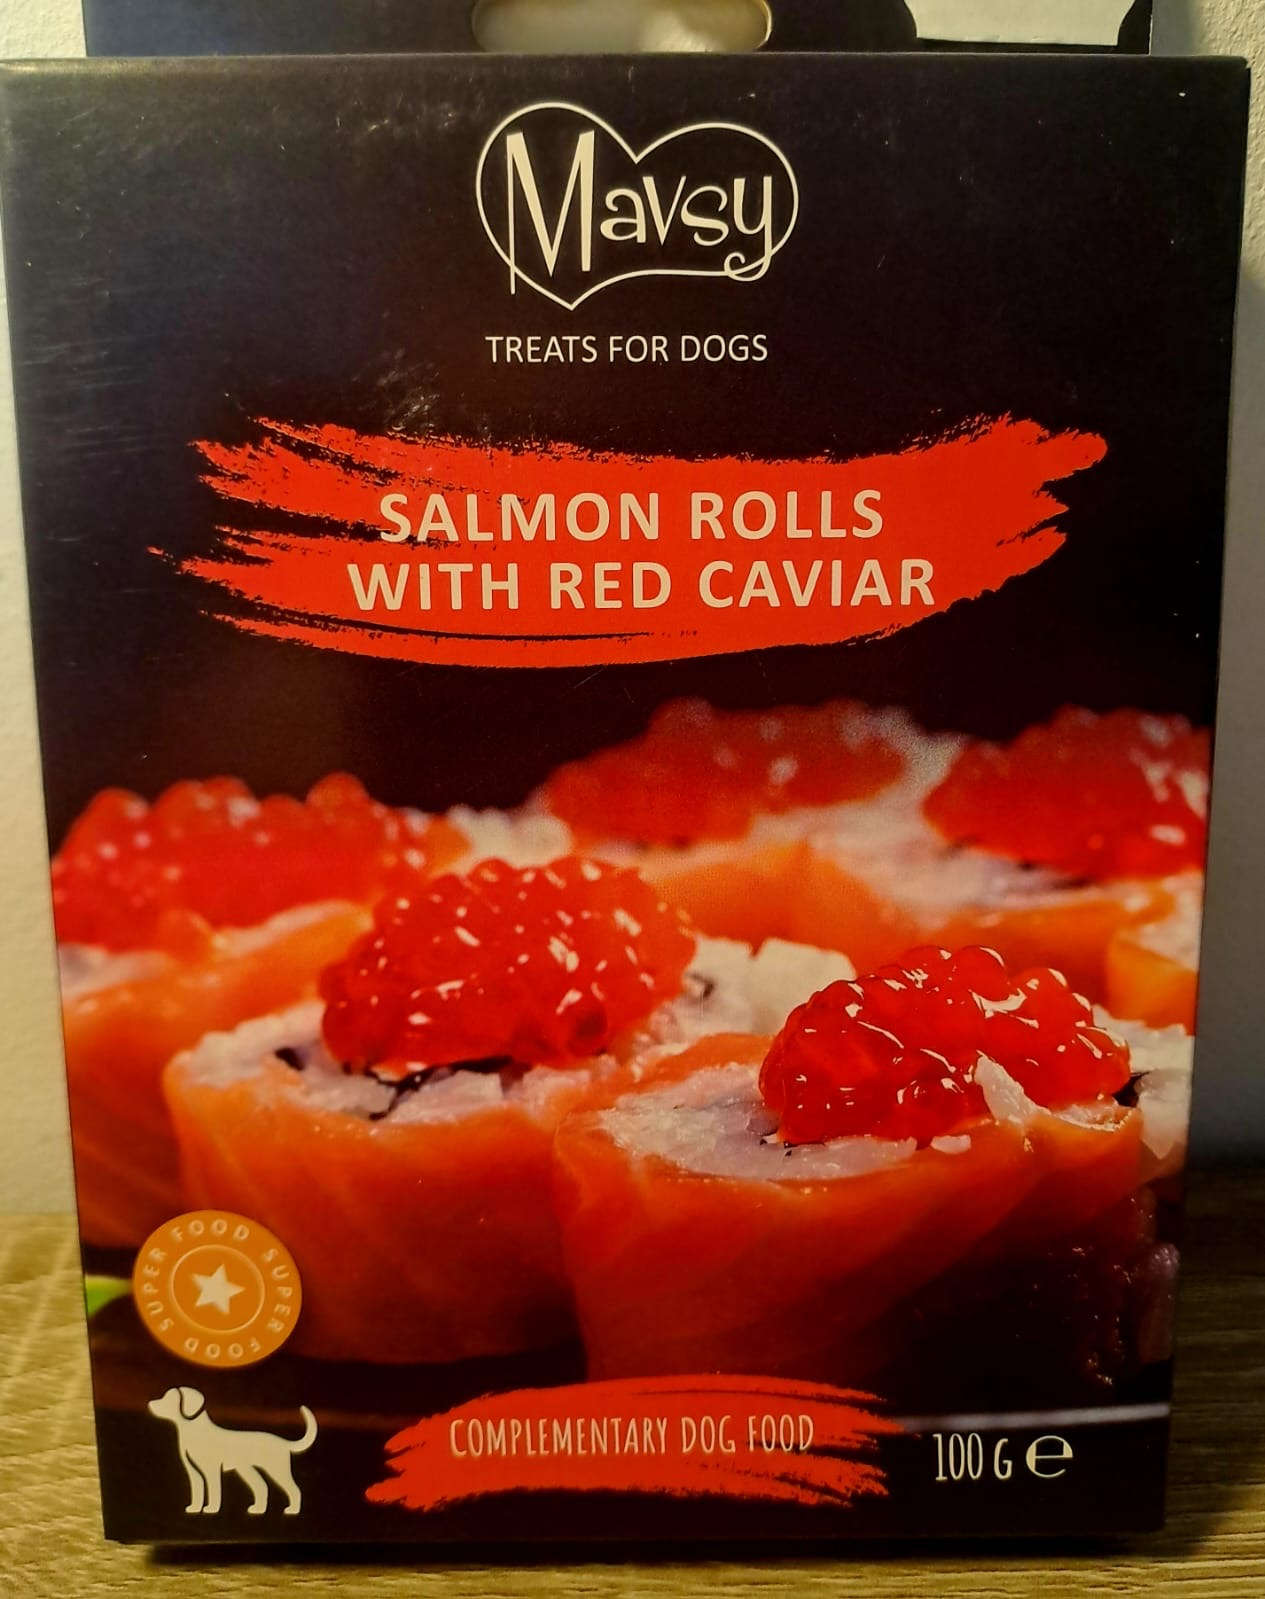 Mavsy
TREATS FOR DOGS
SALMON ROLLS
WITH RED CAVIAR
SUPER FOOD SUPER FOOD
COMPLEMENTARY DOG FOOD
100 G ℮